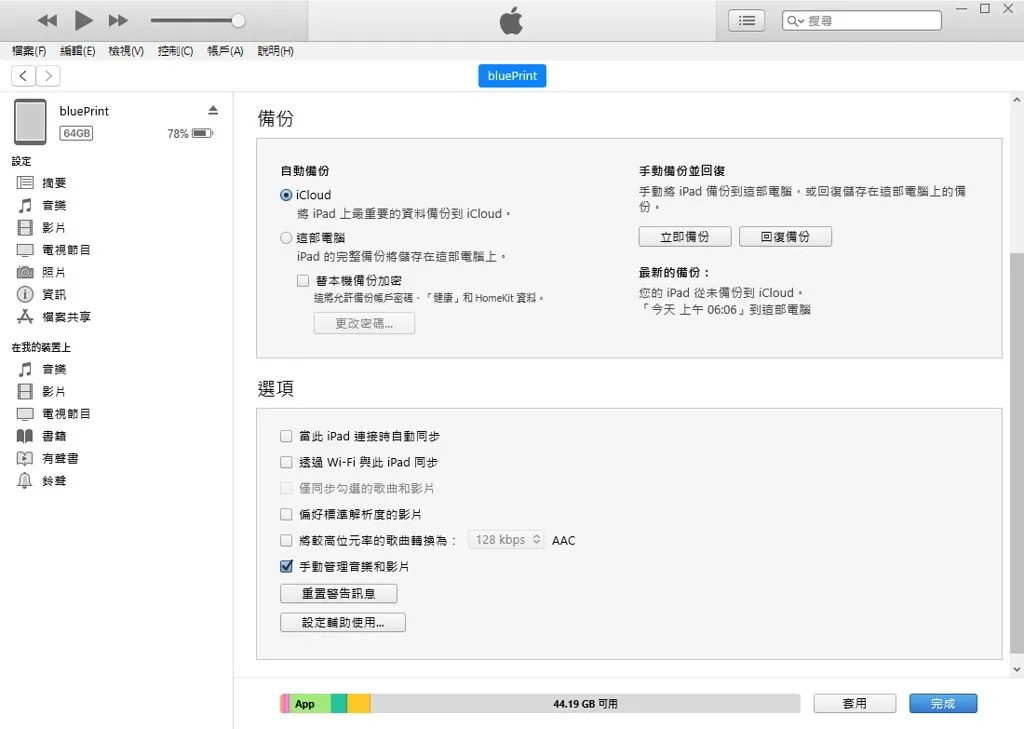 搜尋
檔案(F) 編輯(E) 檢視(V) 控制(C) 帳戶(A) 說明(H)
bluePrint
bluePrint
64GB
78%
設定
摘要
音樂
影片
電視節目
照片
資訊
檔案共享
在我的裝置上
音樂
影片
電視節目
書籍
有聲書
鈴聲
備份
自動備份
iCloud
將 iPad 上最重要的資料備份到 iCloud。
這部電腦
iPad 的完整備份將儲存在這部電腦上。
替本機備份加密
這將允許備份帳戶密碼、「健康」和 HomeKit 資料。
更改密碼...
手動備份並回復
手動將 iPad 備份到這部電腦,或回復儲存在這部電腦上的備
份。
立即備份 回復備份
最新的備份：
您的 iPad 從未備份到 iCloud。
「今天 上午 06:06」到這部電腦
選項
當此 iPad 連接時自動同步
透過 Wi-Fi 與此 iPad 同步
僅同步勾選的歌曲和影片
偏好標準解析度的影片
將較高位元率的歌曲轉換為： 128 kbps AAC
手動管理音樂和影片
重置警告訊息
設定輔助使用...
App 44.19 GB 可用 套用 完成